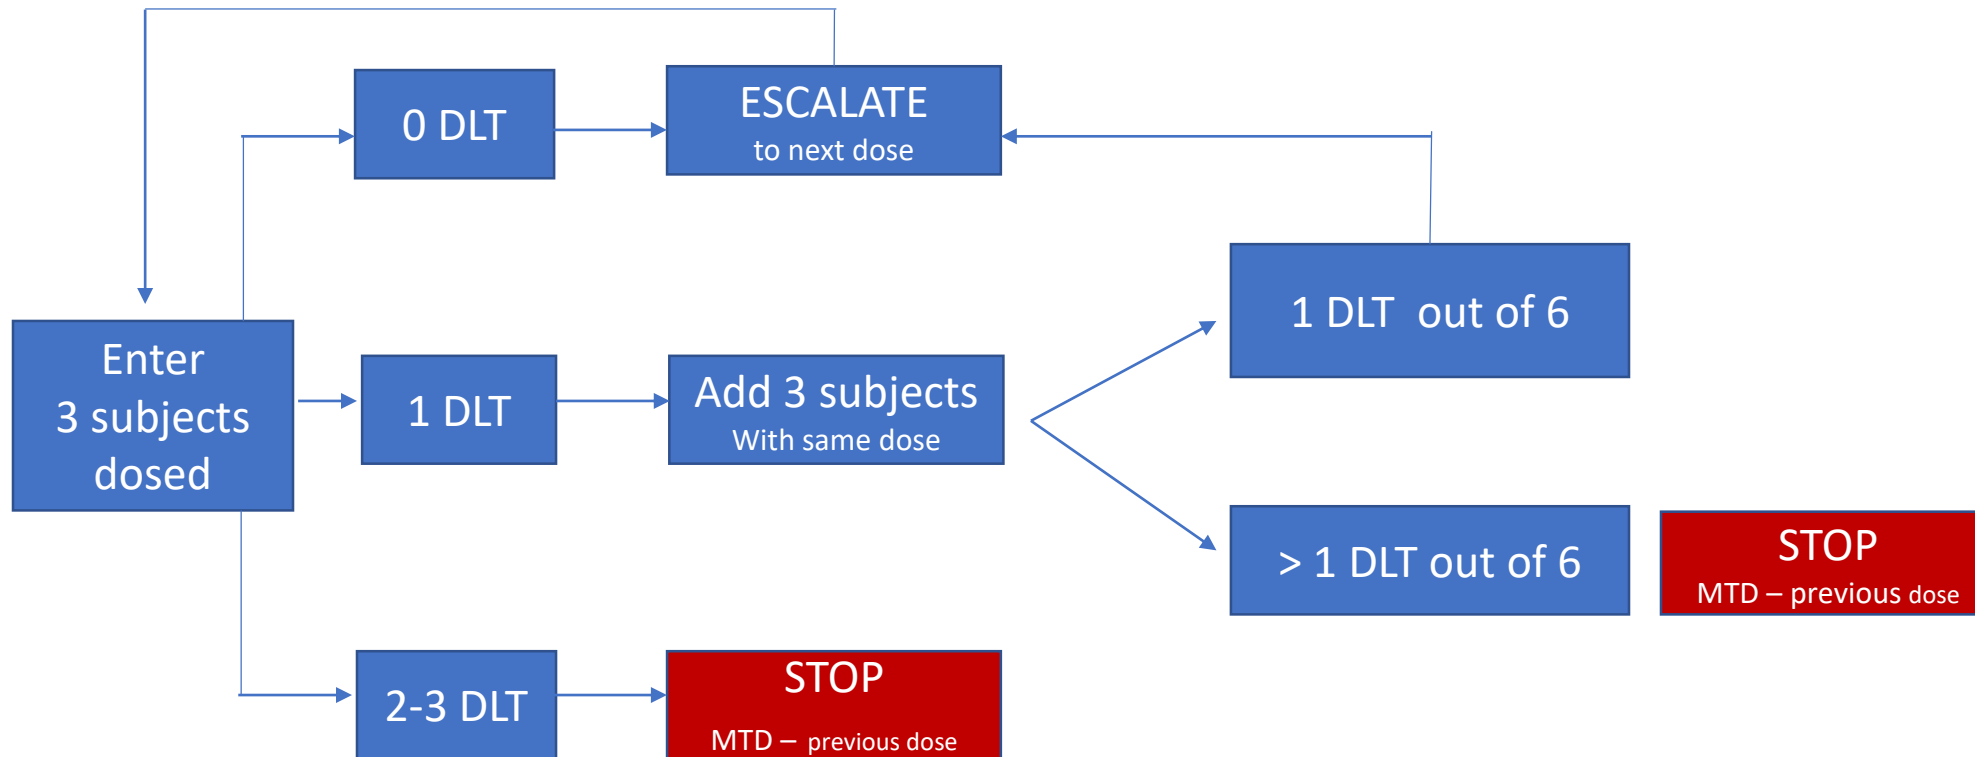 0 DLT
ESCALATE
to next dose
Enter
3 subjects
dosed
1 DLT
Add 3 subjects
With same dose
1 DLT out of 6
> 1 DLT out of 6
STOP
MTD – previous dose
2-3 DLT
STOP
MTD – previous dose